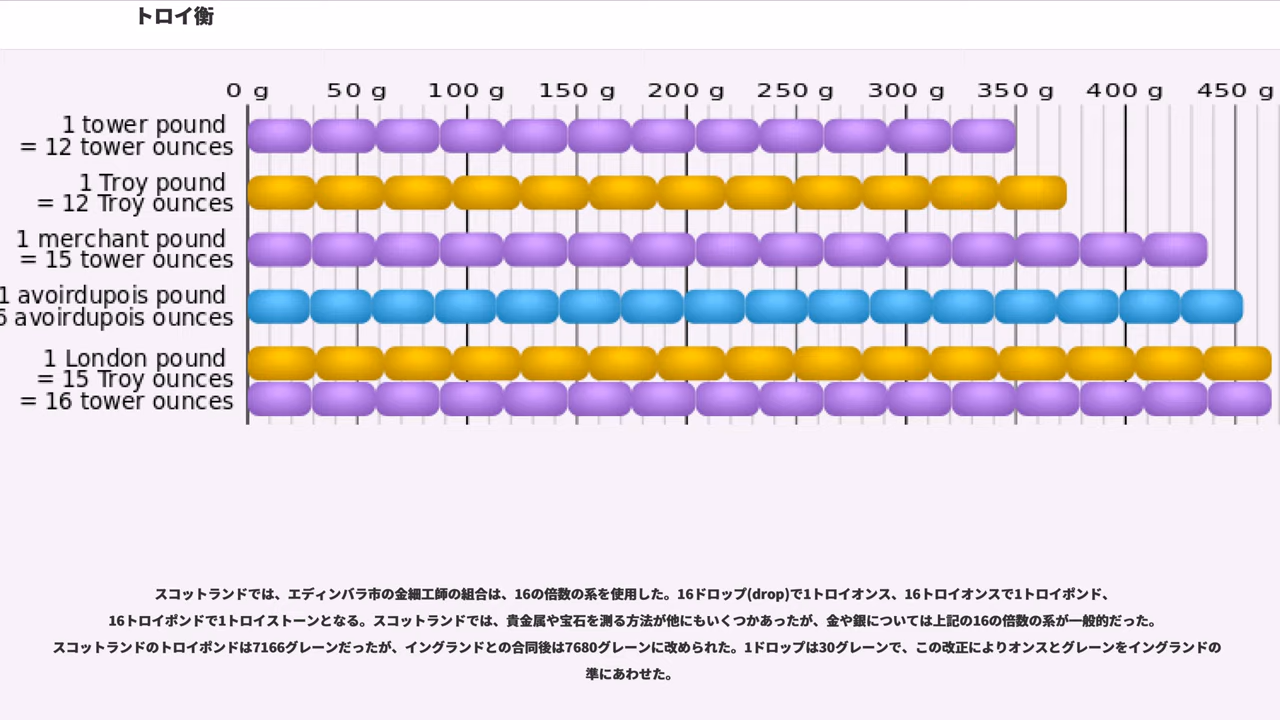 トロイ衡
0 g 50 g 100 g 150 g 200 g 250 g 300 g 350 g 400 g 450 g
1 tower pound
= 12 tower ounces
1 Troy pound
= 12 Troy ounces
1 merchant pound
= 15 tower ounces
1 avoirdupois pound
6 avoirdupois ounces
1 London pound
= 15 Troy ounces
= 16 tower ounces
スコットランドでは、エディンバラ市の金細工師の組合は、16の倍数の系を使用した。16ドロップ(drop)で1トロイオンス、16トロイオンスで1トロイポンド、
16トロイポンドで1トロイストーンとなる。スコットランドでは、貴金属や宝石を測る方法が他にもいくつかあったが、金や銀については上記の16の倍数の系が一般的だった。
スコットランドのトロイポンドは7166グレーンだったが、イングランドとの合同後は7680グレーンに改められた。1ドロップは30グレーンで、この改正によりオンスとグレーンをイングランドの
準にあわせた。